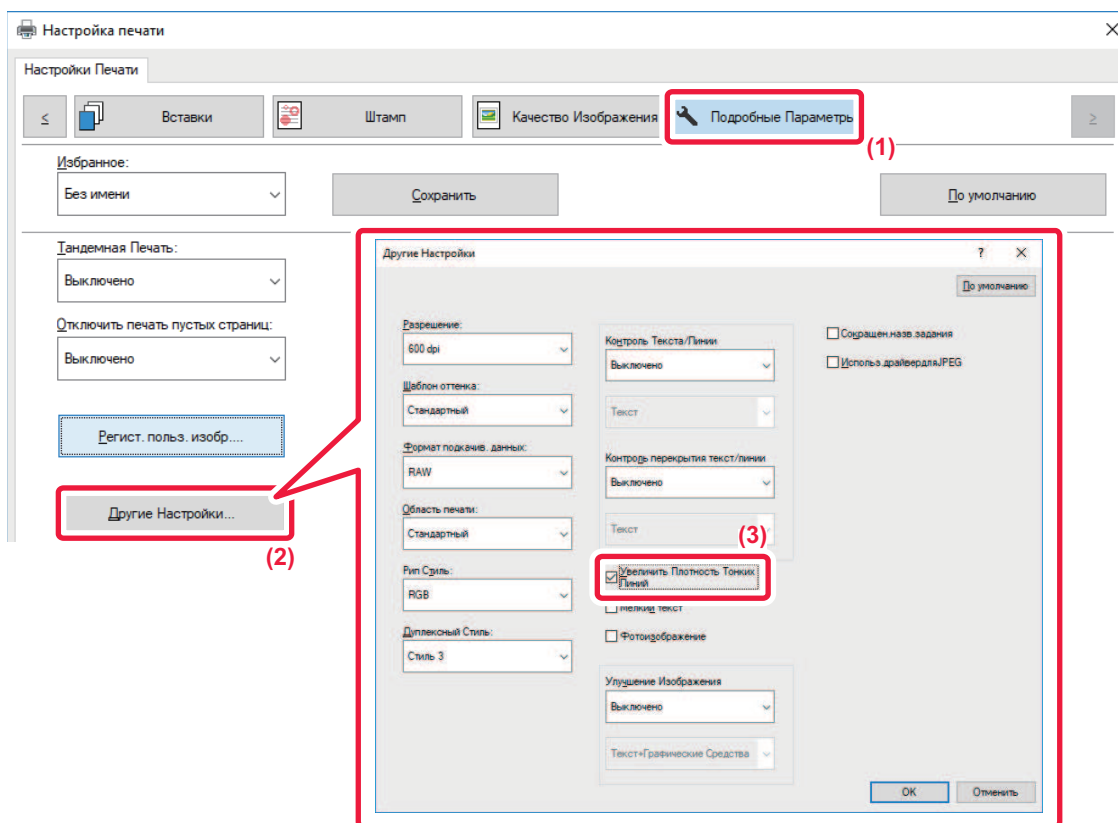 Настройка печати
Настройки Печати
< Вставки Штамп Качество Изображения Подробные Параметры >
(1)
Избранное:
Без имени Сохранить По умолчанию
Тандемная Печать:
Выключено
Отключить печать пустых страниц:
Выключено
Регист. польз. изобр....
Другие Настройки...
(2)
Другие Настройки ?
По умолчанию
Разрешение:
600 dpi
Шаблон оттенка:
Стандартный
Формат подкачив. данных:
RAW
Область печати:
Стандартный
Рип Стиль:
RGB
Дуплексный Стиль:
Стиль 3
Контроль Текста/Линии
Выключено
Текст
Контроль перекрытия текст/линии
Выключено
Текст
(3)
Увеличить Плотность Тонких
Линий
Мелкий текст
Фотоизображение
Улучшение Изображения
Выключено
Текст+Графические Средства
Сокращен.назв.задания
Использ.драйвердляJPEG
OK Отменить